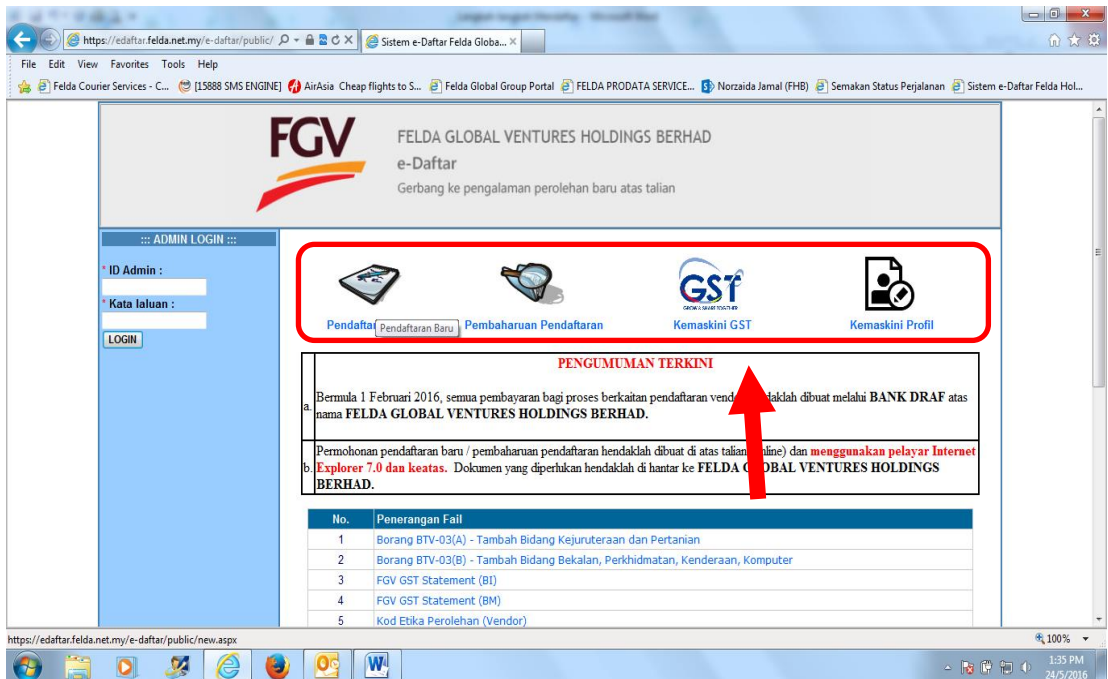 https://edaftar.felda.net.my/e-daftar/public/
Sistem e-Daftar Felda Globa...
File Edit View Favorites Tools Help
Felda Courier Services - C... [15888 SMS ENGINE] AirAsia Cheap flights to S... Felda Global Group Portal FELDA PRODATA SERVICE... Norzaida Jamal (FHB) Semakan Status Perjalanan Sistem e-Daftar Felda Hol...
FGV
FELDA GLOBAL VENTURES HOLDINGS BERHAD
e-Daftar
Gerbang ke pengalaman perolehan baru atas talian
::: ADMIN LOGIN :::
* ID Admin :
* Kata laluan :
LOGIN
GST
Pendaftar Pendaftaran Baru Pembaharuan Pendaftaran Kemaskini GST Kemaskini Profil
PENGUMUMAN TERKINI
a. Bermula 1 Februari 2016, semua pembayaran bagi proses berkaitan pendaftaran vendor hendaklah dibuat melalui BANK DRAF atas
nama FELDA GLOBAL VENTURES HOLDINGS BERHAD.
Permohonan pendaftaran baru / pembaharuan pendaftaran hendaklah dibuat di atas talian (online) dan menggunakan pelayar Internet
b. Explorer 7.0 dan keatas. Dokumen yang diperlukan hendaklah di hantar ke FELDA GLOBAL VENTURES HOLDINGS
BERHAD.
No. Penerangan Fail
1 Borang BTV-03(A) - Tambah Bidang Kejuruteraan dan Pertanian
2 Borang BTV-03(B) - Tambah Bidang Bekalan, Perkhidmatan, Kenderaan, Komputer
3 FGV GST Statement (BI)
4 FGV GST Statement (BM)
5 Kod Etika Perolehan (Vendor)
https://edaftar.felda.net.my/e-daftar/public/new.aspx
100%
1:35 PM
24/5/2016